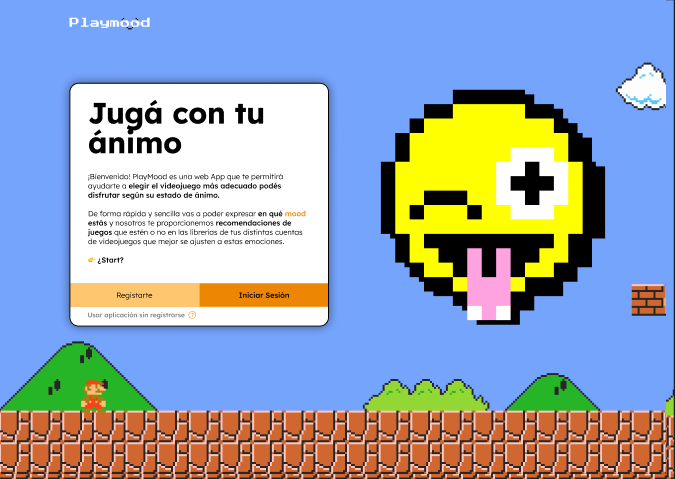 Playmood
Jugá con tu
ánimo
¡Bienvenido! PlayMood es una web App que te permitirá
ayudarte a elegir el videojuego más adecuado podés
disfrutar según su estado de ánimo.
De forma rápida y sencilla vas a poder expresar en qué mood
estás y nosotros te proporcionemos recomendaciones de
juegos que estén o no en las librerías de tus distintas cuentas
de videojuegos que mejor se ajusten a estas emociones.
¿Start?
Registrarte
Iniciar Sesión
Usar aplicación sin registrarse ?